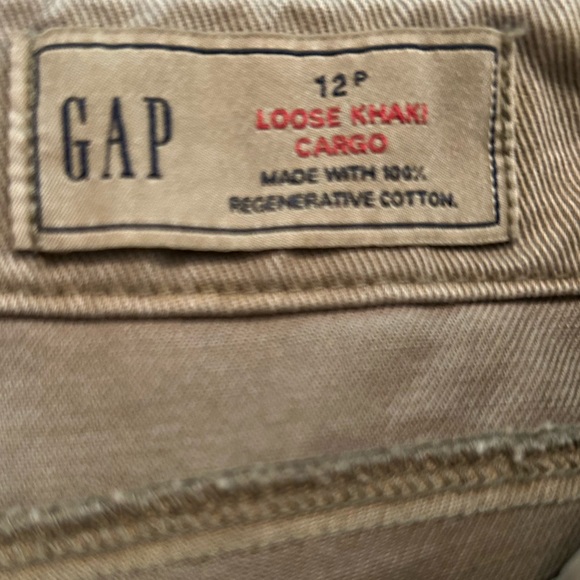 GAP
12P
LOOSE KHAKI
CARGO
MADE WITH 100%
REGENERATIVE COTTON.